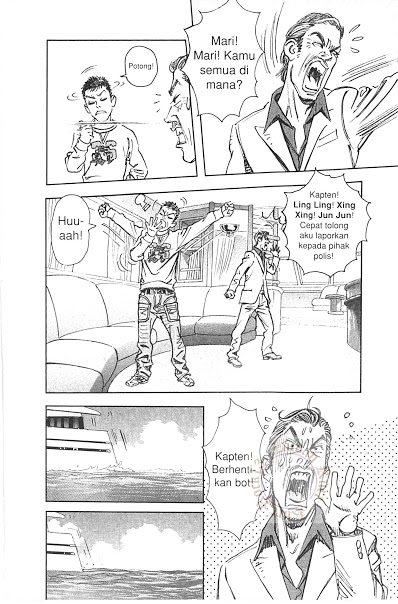 Potong!
Mari!
Mari! Kamu
semua di
mana?
Huu-
aah!
Kapten!
Ling Ling! Xing
Xing! Jun Jun!
Cepat tolong
aku laporkan
kepada pihak
polis!
Kapten!
Berhenti-
kan bot!